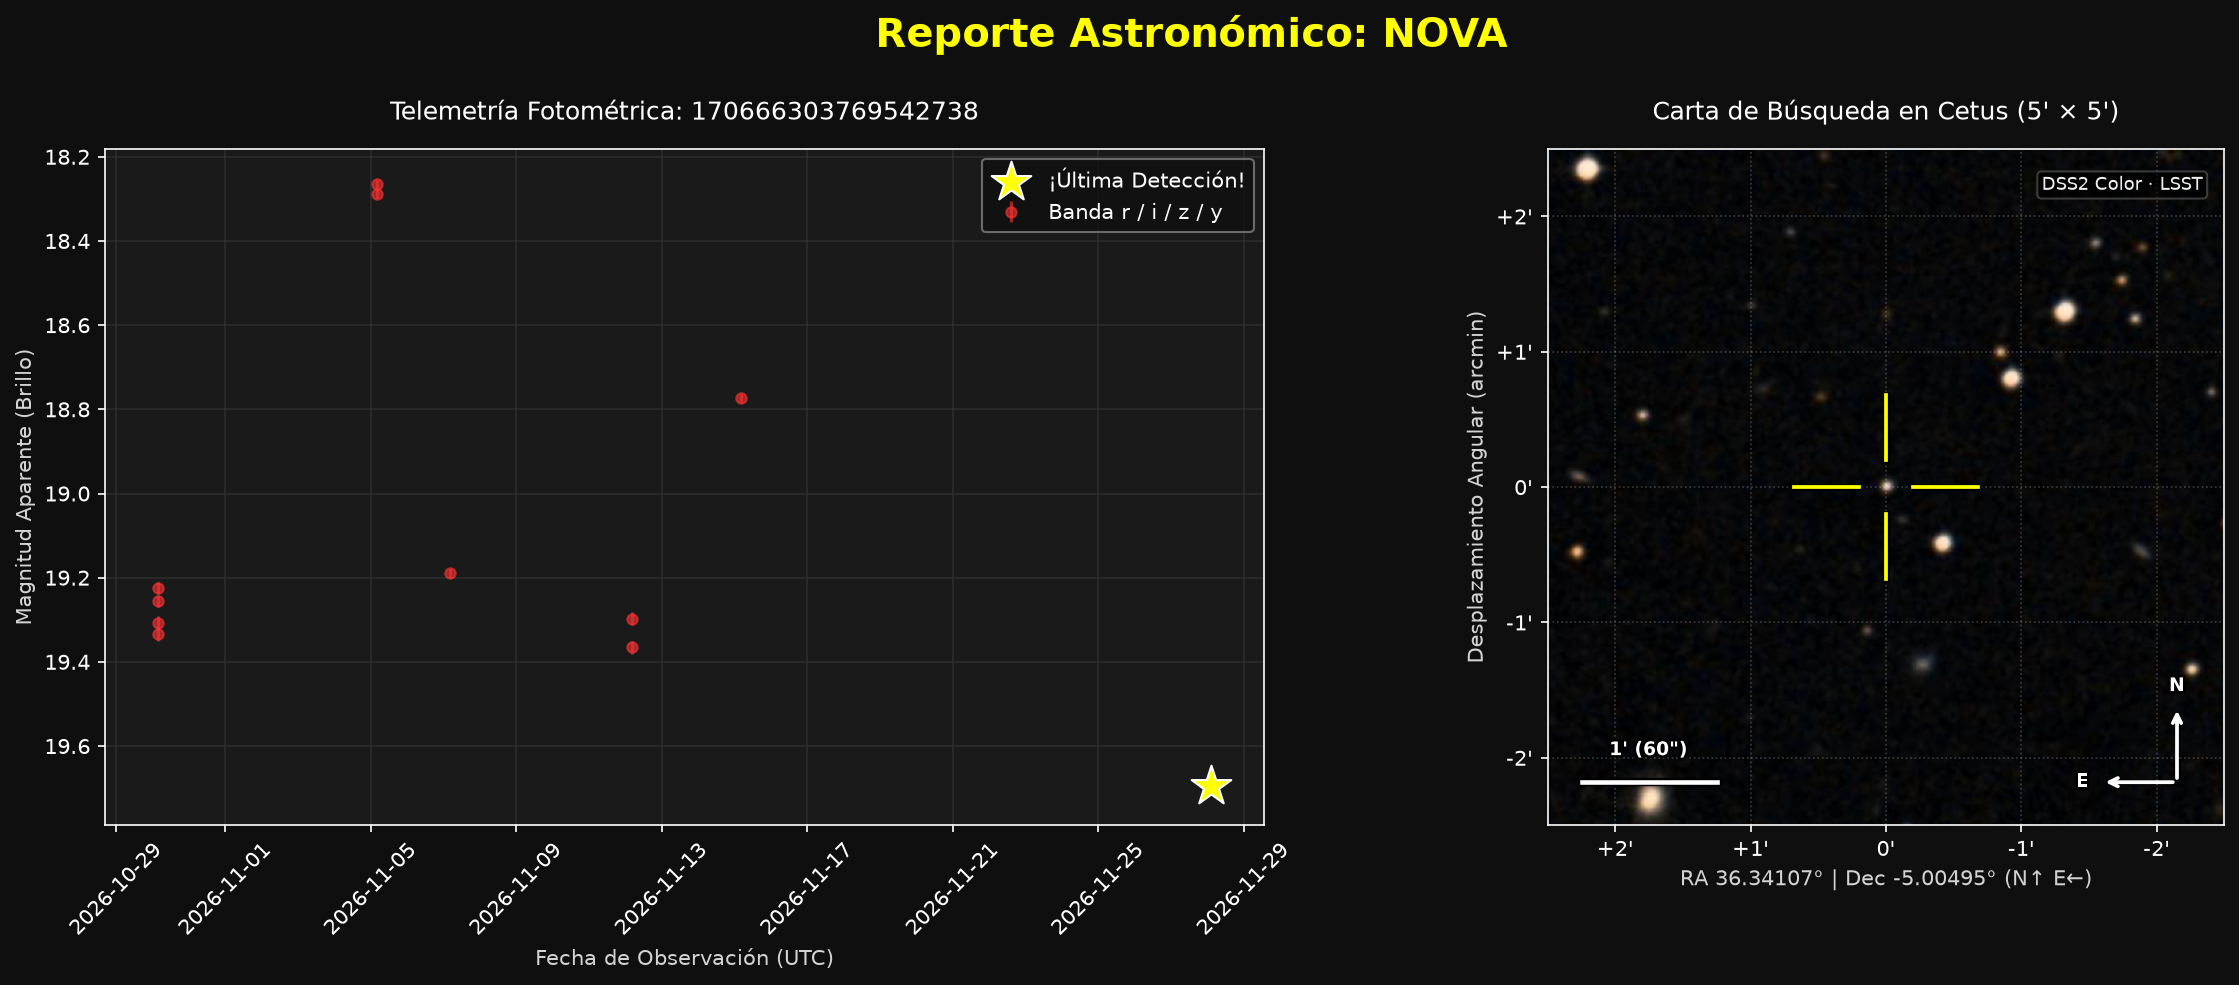 Reporte Astronómico: NOVA
Telemetría Fotométrica: 170666303769542738
Magnitud Aparente (Brillo)
18.2
18.4
18.6
18.8
19.0
19.2
19.4
19.6
¡Última Detección!
Banda r / i / z / y
2026-10-29
2026-11-01
2026-11-05
2026-11-09
2026-11-13
2026-11-17
2026-11-21
2026-11-25
2026-11-29
Fecha de Observación (UTC)
Carta de Búsqueda en Cetus (5' × 5')
Desplazamiento Angular (arcmin)
+2'
+1'
0'
-1'
-2'
DSS2 Color · LSST
N
E
1' (60")
+2'
+1'
0'
-1'
-2'
RA 36.34107° | Dec -5.00495° (N↑ E←)